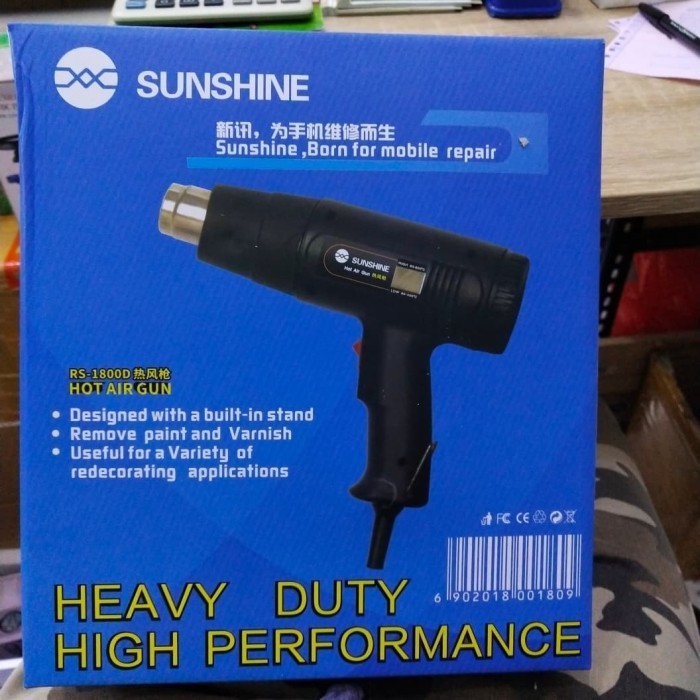 SUNSHINE
新讯，为手机维修而生
Sunshine ,Born for mobile repair
SUNSHINE
Hot Air Gun 热风枪
RS-1800D 热风枪
HOT AIR GUN
• Designed with a built-in stand
• Remove paint and Varnish
• Useful for a Variety of
redecorating applications
FC CE
6 902018 001809
HEAVY DUTY
HIGH PERFORMANCE